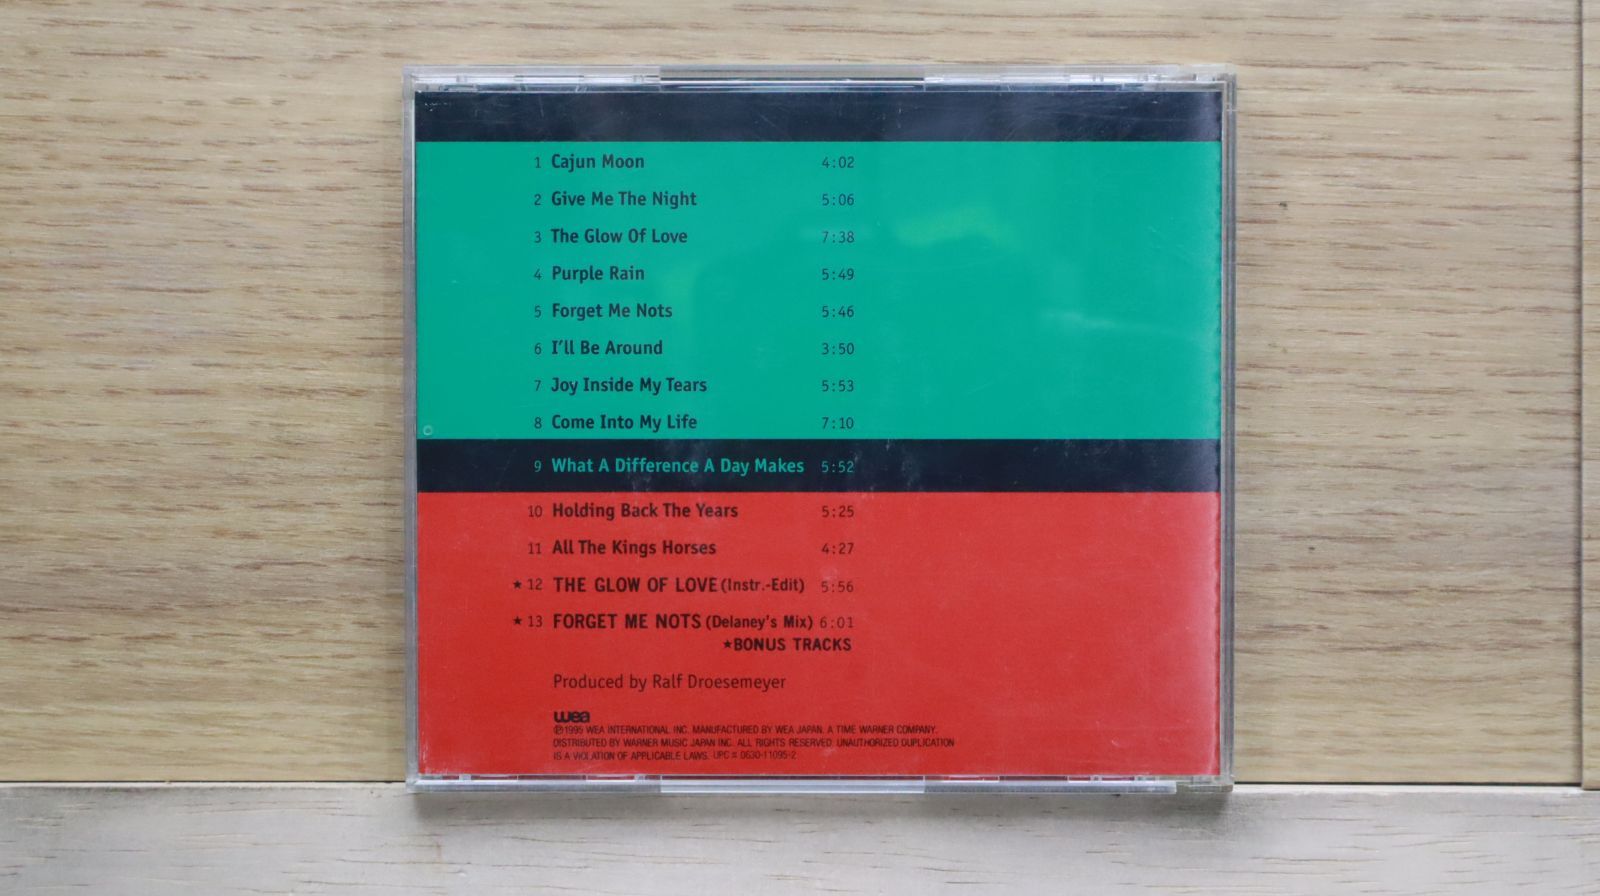 1 Cajun Moon 4:02
2 Give Me The Night 5:06
3 The Glow Of Love 7:38
4 Purple Rain 5:49
5 Forget Me Nots 5:46
6 I'll Be Around 3:50
7 Joy Inside My Tears 5:53
8 Come Into My Life 7:10
9 What A Difference A Day Makes 5:52
10 Holding Back The Years 5:25
11 All The Kings Horses 4:27
★ 12 THE GLOW OF LOVE (Instr.-Edit) 5:56
★ 13 FORGET ME NOTS (Delaney's Mix) 6:01
★BONUS TRACKS
Produced by Ralf Droesemeyer
wea
℗1995 WEA INTERNATIONAL INC. MANUFACTURED BY WEA JAPAN. A TIME WARNER COMPANY.
DISTRIBUTED BY WARNER MUSIC JAPAN INC. ALL RIGHTS RESERVED. UNAUTHORIZED DUPLICATION
IS A VIOLATION OF APPLICABLE LAWS. UPC # 0630-11095-2